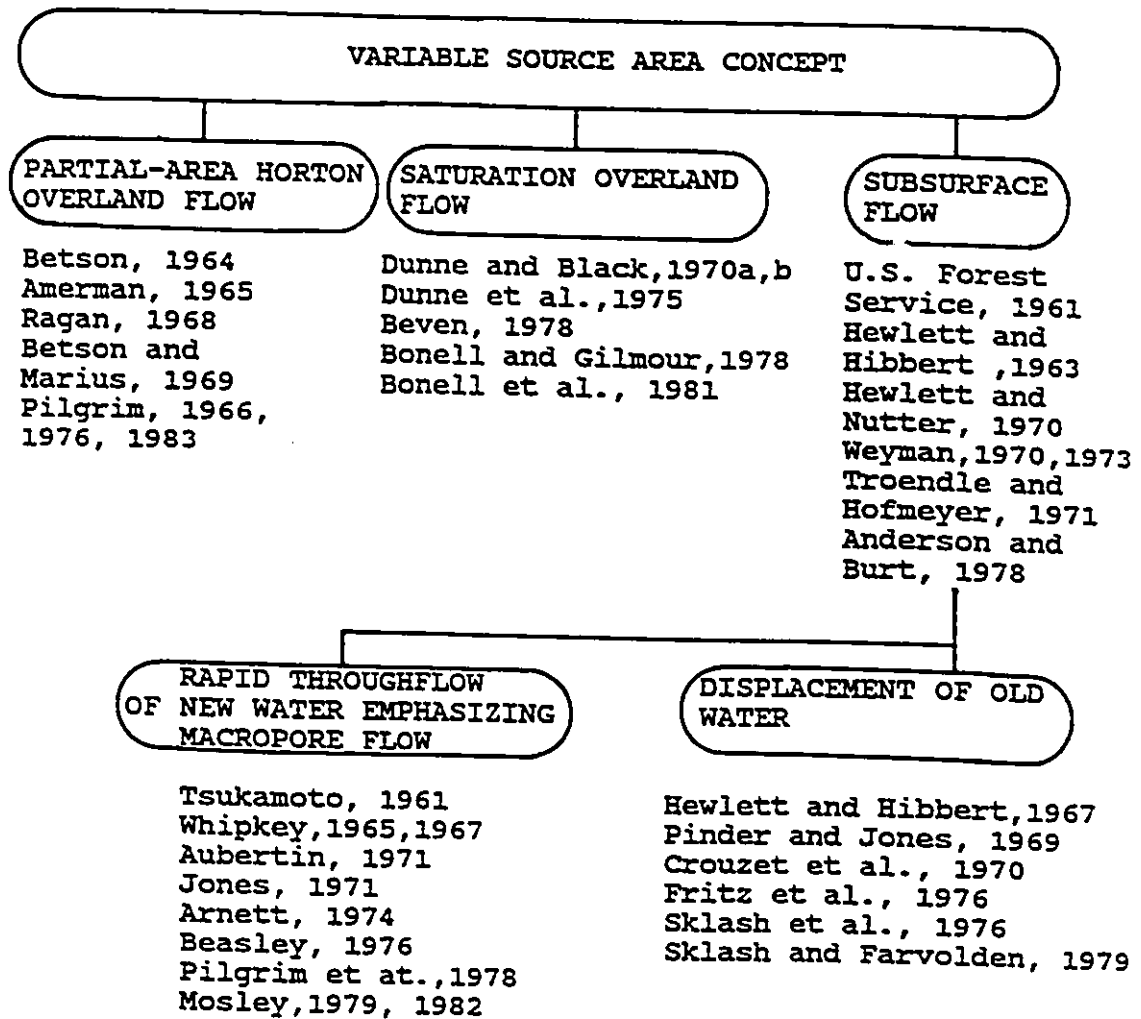 VARIABLE SOURCE AREA CONCEPT
PARTIAL-AREA HORTON
OVERLAND FLOW
Betson, 1964
Amerman, 1965
Ragan, 1968
Betson and
Marius, 1969
Pilgrim, 1966,
1976, 1983
SATURATION OVERLAND
FLOW
Dunne and Black,1970a,b
Dunne et al.,1975
Beven, 1978
Bonell and Gilmour,1978
Bonell et al., 1981
SUBSURFACE
FLOW
U.S. Forest
Service, 1961
Hewlett and
Hibbert ,1963
Hewlett and
Nutter, 1970
Weyman,1970,1973
Troendle and
Hofmeyer, 1971
Anderson and
Burt, 1978
RAPID THROUGHFLOW
OF NEW WATER EMPHASIZING
MACROPORE FLOW
Tsukamoto, 1961
Whipkey,1965,1967
Aubertin, 1971
Jones, 1971
Arnett, 1974
Beasley, 1976
Pilgrim et at.,1978
Mosley,1979, 1982
DISPLACEMENT OF OLD
WATER
Hewlett and Hibbert,1967
Pinder and Jones, 1969
Crouzet et al., 1970
Fritz et al., 1976
Sklash et al., 1976
Sklash and Farvolden, 1979